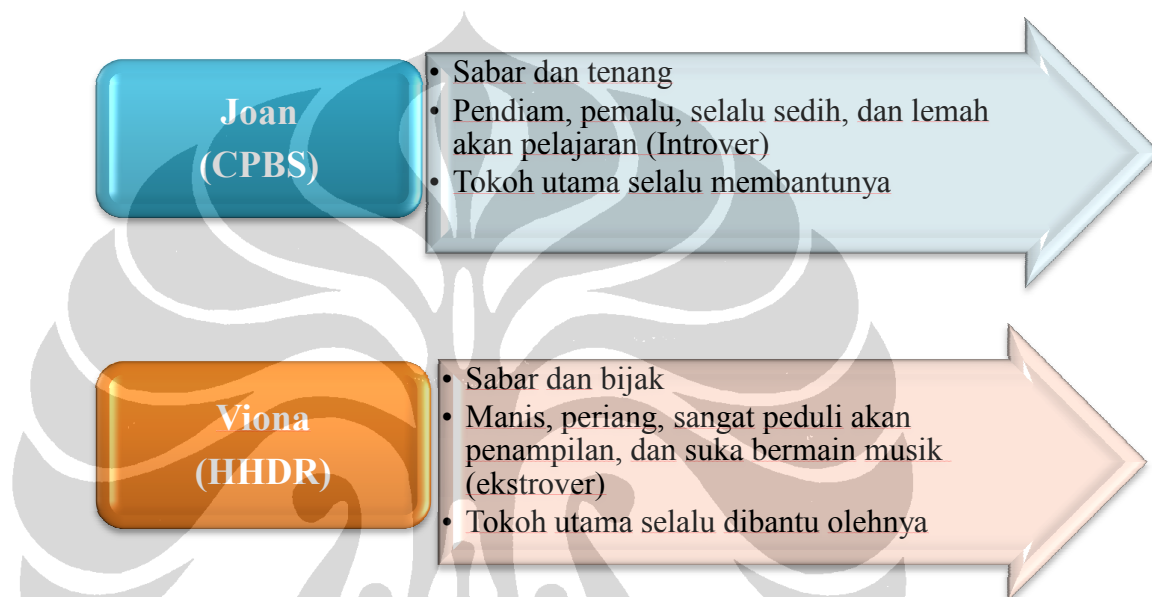 Joan
(CPBS)
• Sabar dan tenang
• Pendiam, pemalu, selalu sedih, dan lemah
akan pelajaran (Introver)
• Tokoh utama selalu membantunya
Viona
(HHDR)
• Sabar dan bijak
• Manis, periang, sangat peduli akan
penampilan, dan suka bermain musik
(ekstrover)
• Tokoh utama selalu dibantu olehnya